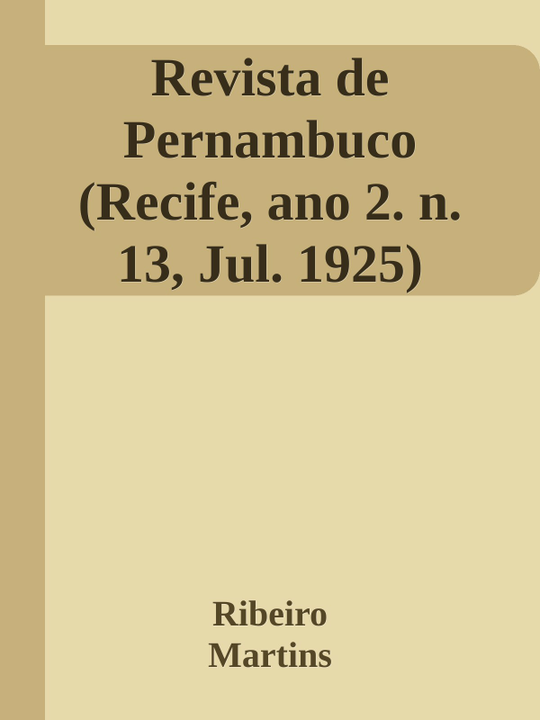 Revista de
Pernambuco
(Recife, ano 2. n.
13, Jul. 1925)
Ribeiro
Martins